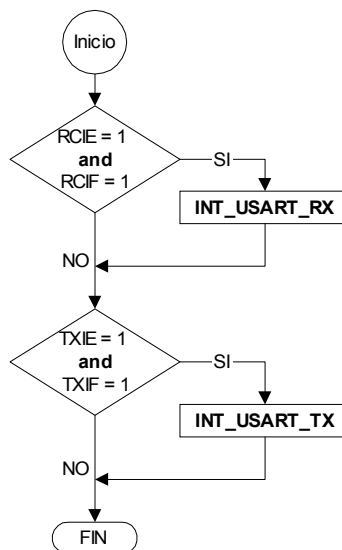 Inicio
RCIE = 1
and
RCIF = 1
SI
INT_USART_RX
NO
TXIE = 1
and
TXIF = 1
SI
INT_USART_TX
NO
FIN